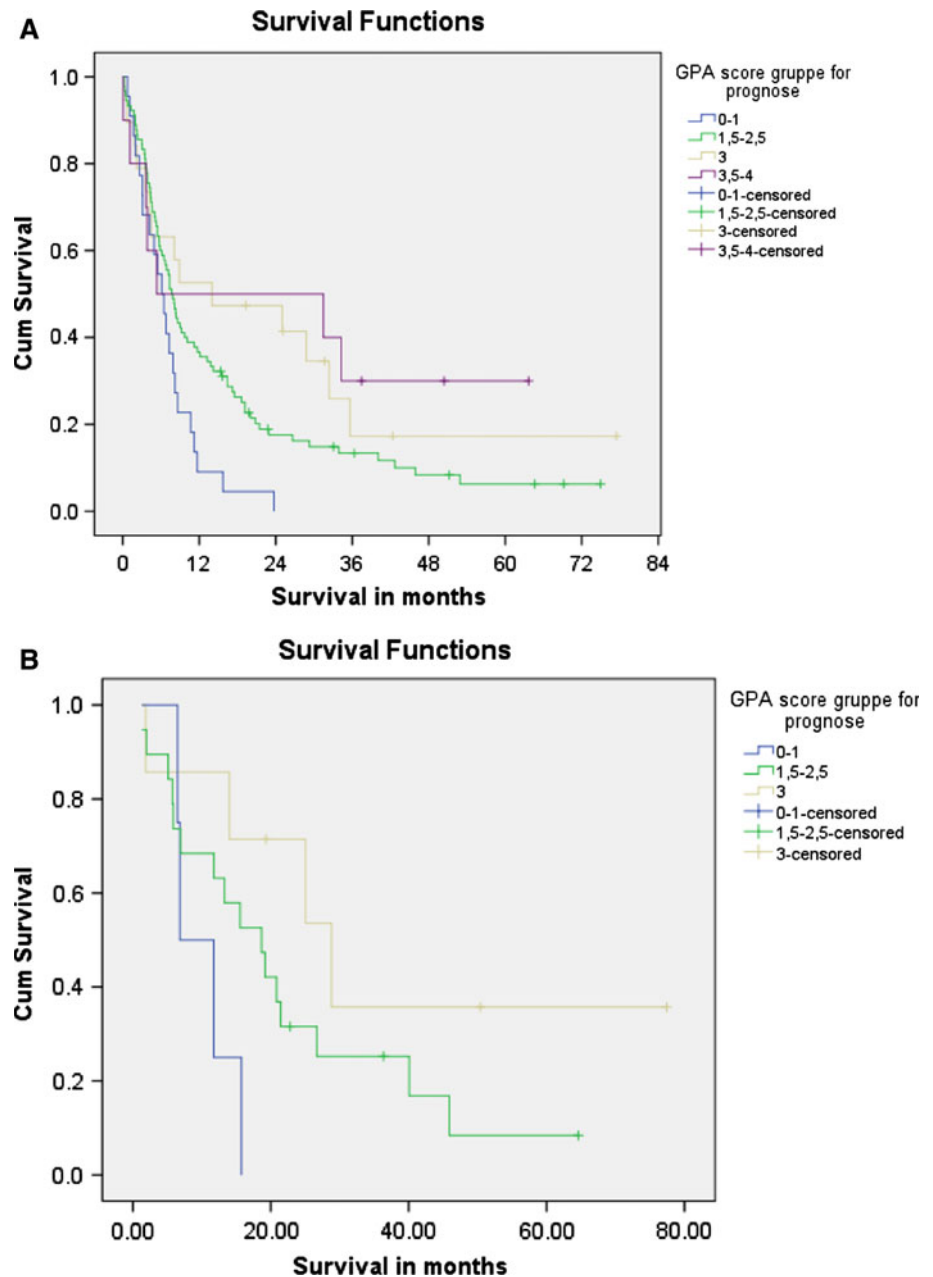 A
Survival Functions
GPA score gruppe for
prognose
0-1
1,5-2,5
3
3,5-4
0-1-censored
1,5-2,5-censored
3-censored
3,5-4-censored
Cum Survival
1.0
0.8
0.6
0.4
0.2
0.0
0 12 24 36 48 60 72 84
Survival in months
B
Survival Functions
GPA score gruppe for
prognose
0-1
1,5-2,5
3
0-1-censored
1,5-2,5-censored
3-censored
Cum Survival
1.0
0.8
0.6
0.4
0.2
0.0
0.00 20.00 40.00 60.00 80.00
Survival in months